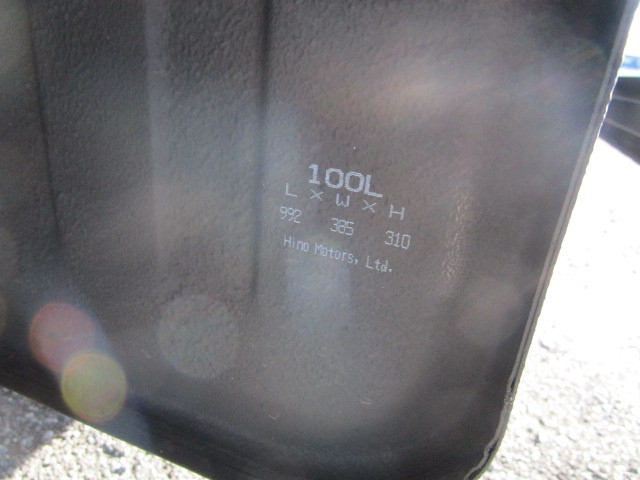 100L
L × W × H
992 385 310
Hino Motors, Ltd.